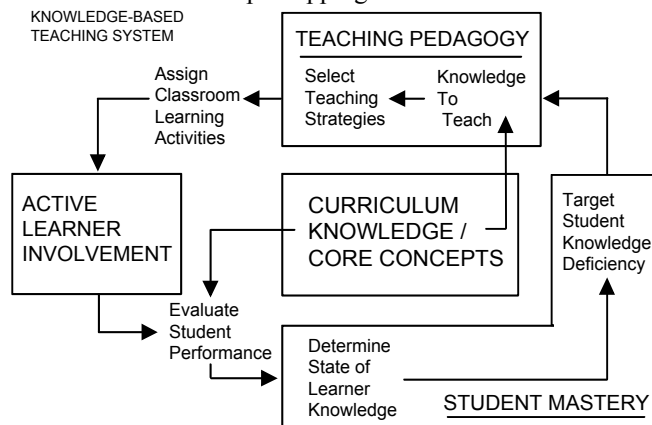 KNOWLEDGE-BASED
TEACHING SYSTEM
TEACHING PEDAGOGY
Assign
Classroom
Learning
Activities
Select
Teaching
Strategies
Knowledge
To
Teach
ACTIVE
LEARNER
INVOLVEMENT
CURRICULUM
KNOWLEDGE /
CORE CONCEPTS
Target
Student
Knowledge
Deficiency
Evaluate
Student
Performance
Determine
State of
Learner
Knowledge
STUDENT MASTERY